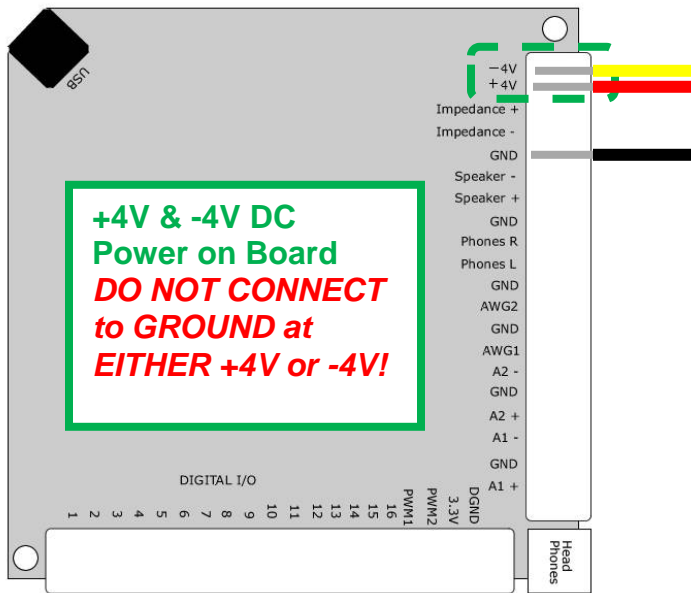 USB
−4V
+4V
Impedance +
Impedance -
GND
Speaker -
Speaker +
GND
Phones R
Phones L
GND
AWG2
GND
AWG1
A2 -
GND
A2 +
A1 -
GND
A1 +
+4V & -4V DC
Power on Board
DO NOT CONNECT
to GROUND at
EITHER +4V or -4V!
DIGITAL I/O
1 2 3 4 5 6 7 8 9 10 11 12 13 14 15 16 PWM1 PWM2 3.3V DGND
Head
Phones